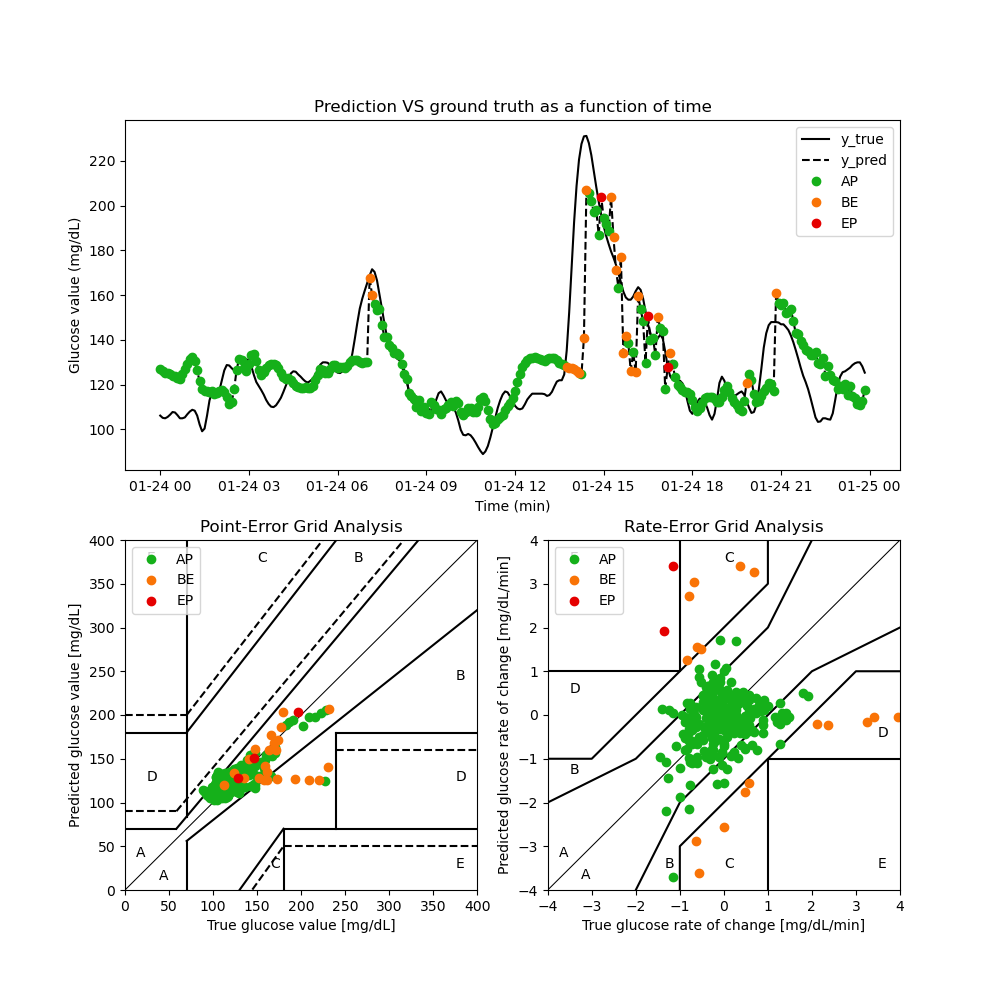 Prediction VS ground truth as a function of time
Glucose value (mg/dL)
220
200
180
160
140
120
100
y_true
y_pred
AP
BE
EP
01-24 00 01-24 03 01-24 06 01-24 09 01-24 12 01-24 15 01-24 18 01-24 21 01-25 00
Time (min)
Point-Error Grid Analysis
Predicted glucose value [mg/dL]
400
350
300
250
200
150
100
50
0
AP
BE
EP
C
B
B
D
D
A
A
C
E
0 50 100 150 200 250 300 350 400
True glucose value [mg/dL]
Rate-Error Grid Analysis
Predicted glucose rate of change [mg/dL/min]
4
3
2
1
0
−1
−2
−3
−4
AP
BE
EP
C
D
D
B
A
A
B
C
E
−4 −3 −2 −1 0 1 2 3 4
True glucose rate of change [mg/dL/min]